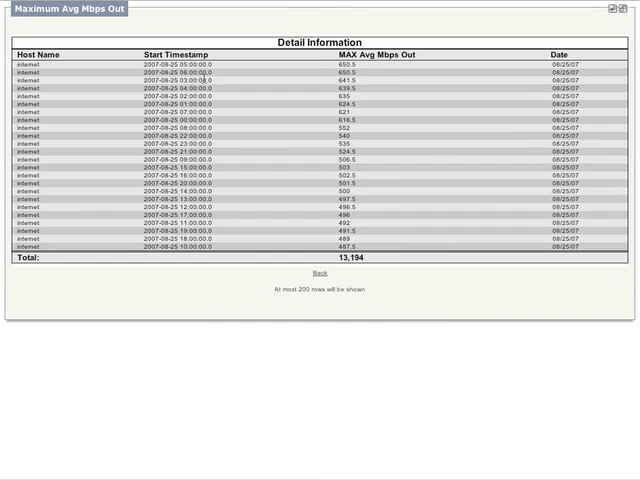 Maximum Avg Mbps Out
Detail Information
Host Name Start Timestamp MAX Avg Mbps Out Date
internet 2007-08-25 05:00:00.0 650.5 08/25/07
internet 2007-08-25 06:00:00.0 650.5 08/25/07
internet 2007-08-25 03:00:00.0 641.5 08/25/07
internet 2007-08-25 04:00:00.0 639.5 08/25/07
internet 2007-08-25 02:00:00.0 635 08/25/07
internet 2007-08-25 01:00:00.0 624.5 08/25/07
internet 2007-08-25 07:00:00.0 621 08/25/07
internet 2007-08-25 00:00:00.0 616.5 08/25/07
internet 2007-08-25 08:00:00.0 552 08/25/07
internet 2007-08-25 22:00:00.0 540 08/25/07
internet 2007-08-25 23:00:00.0 535 08/25/07
internet 2007-08-25 21:00:00.0 524.5 08/25/07
internet 2007-08-25 09:00:00.0 506.5 08/25/07
internet 2007-08-25 15:00:00.0 503 08/25/07
internet 2007-08-25 16:00:00.0 502.5 08/25/07
internet 2007-08-25 20:00:00.0 501.5 08/25/07
internet 2007-08-25 14:00:00.0 500 08/25/07
internet 2007-08-25 13:00:00.0 497.5 08/25/07
internet 2007-08-25 12:00:00.0 496.5 08/25/07
internet 2007-08-25 17:00:00.0 496 08/25/07
internet 2007-08-25 11:00:00.0 492 08/25/07
internet 2007-08-25 19:00:00.0 491.5 08/25/07
internet 2007-08-25 18:00:00.0 489 08/25/07
internet 2007-08-25 10:00:00.0 487.5 08/25/07
Total: 13,194
Back
At most 200 rows will be shown